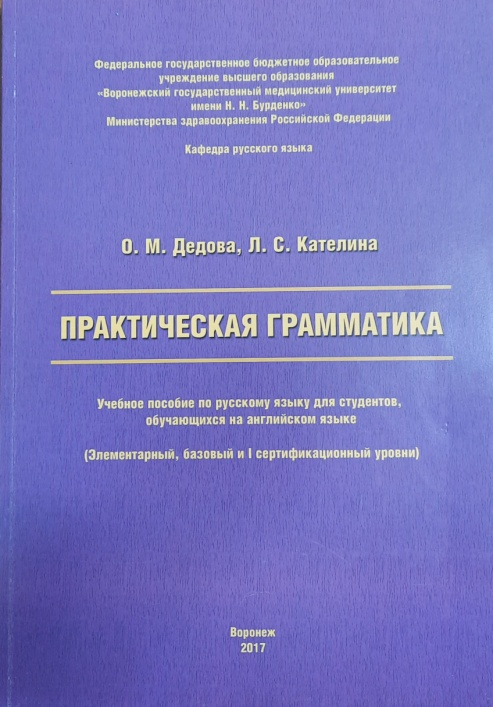 Федеральное государственное бюджетное образовательное
учреждение высшего образования
«Воронежский государственный медицинский университет
имени Н. Н. Бурденко»
Министерства здравоохранения Российской Федерации
Кафедра русского языка
О. М. Дедова, Л. С. Кателина
ПРАКТИЧЕСКАЯ ГРАММАТИКА
Учебное пособие по русскому языку для студентов,
обучающихся на английском языке
(Элементарный, базовый и I сертификационный уровни)
Воронеж
2017